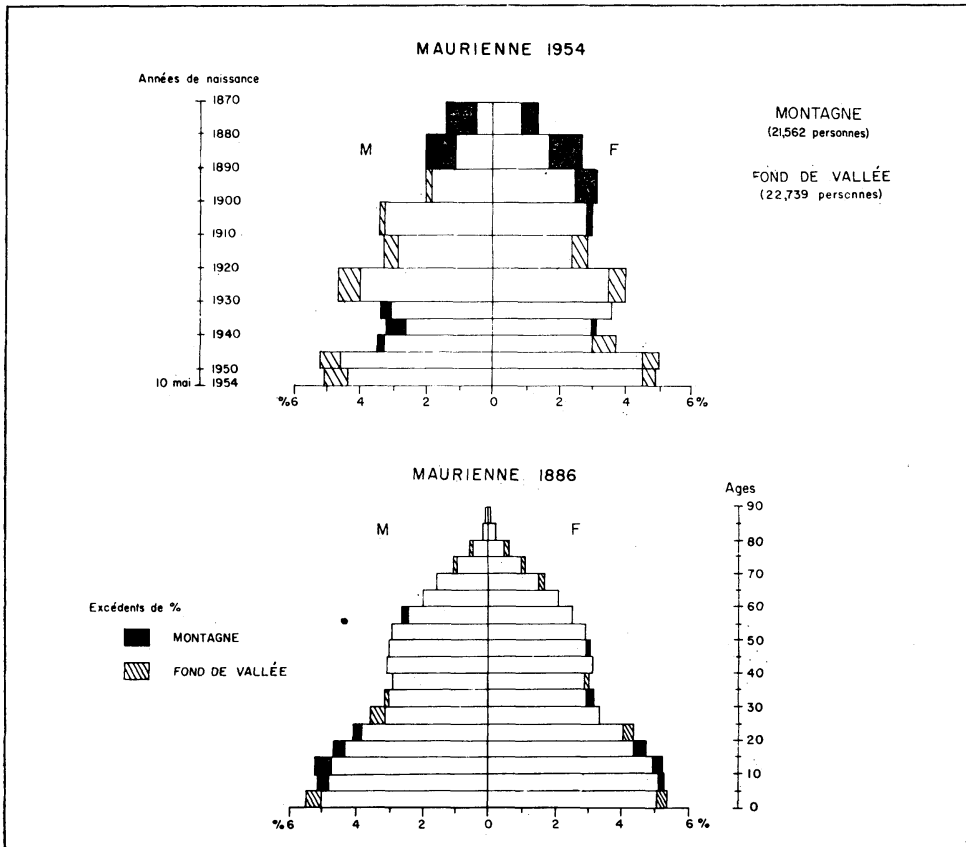 MAURIENNE 1954
Années de naissance
1870
1880
1890
1900
1910
1920
1930
1940
1950
10 mai 1954
M
F
MONTAGNE
(21,562 personnes)
FOND DE VALLÉE
(22,739 personnes)
%6 4 2 0 2 4 6%
MAURIENNE 1886
Ages
90
80
70
60
50
40
30
20
10
0
M
F
Excédents de %
MONTAGNE
FOND DE VALLÉE
%6 4 2 0 2 4 6%